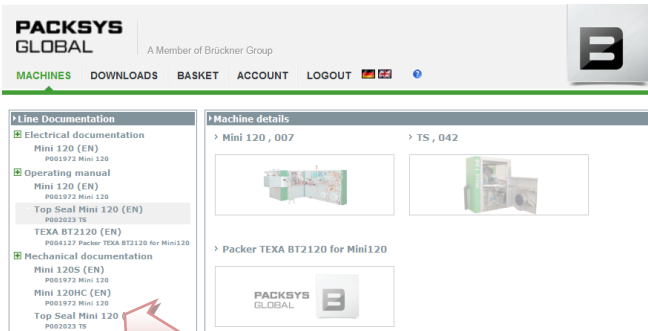 PACKSYS
GLOBAL
A Member of Brückner Group
MACHINES DOWNLOADS BASKET ACCOUNT LOGOUT
Line Documentation
Electrical documentation
Mini 120 (EN)
P001972 Mini 120
Operating manual
Mini 120 (EN)
P001972 Mini 120
Top Seal Mini 120 (EN)
P002023 TS
TEXA BT2120 (EN)
P004127 Packer TEXA BT2120 for Mini120
Mechanical documentation
Mini 120S (EN)
P001972 Mini 120
Mini 120HC (EN)
P001972 Mini 120
Top Seal Mini 120 (
P002023 TS
Machine details
Mini 120 , 007
TS , 042
Packer TEXA BT2120 for Mini120
PACKSYS
GLOBAL